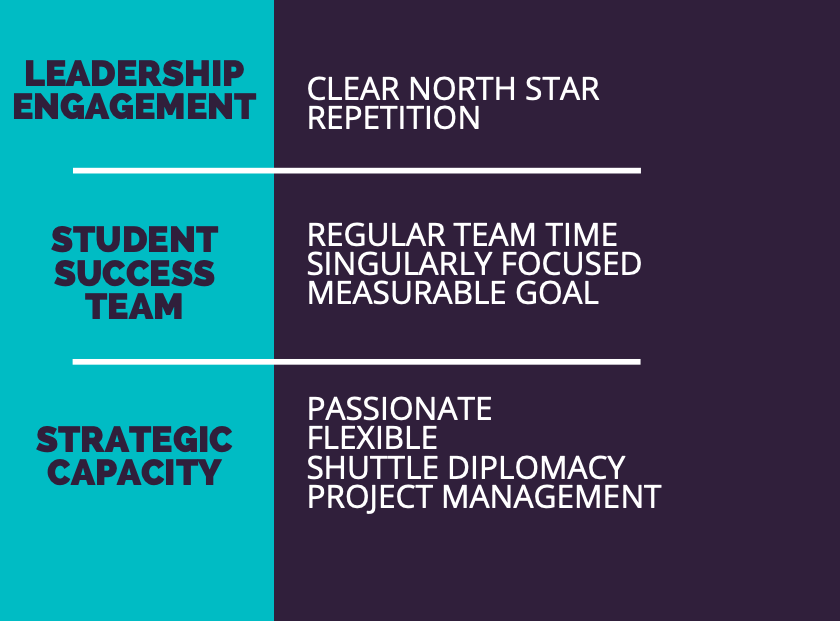 LEADERSHIP
ENGAGEMENT
CLEAR NORTH STAR
REPETITION
STUDENT
SUCCESS
TEAM
REGULAR TEAM TIME
SINGULARLY FOCUSED
MEASURABLE GOAL
STRATEGIC
CAPACITY
PASSIONATE
FLEXIBLE
SHUTTLE DIPLOMACY
PROJECT MANAGEMENT